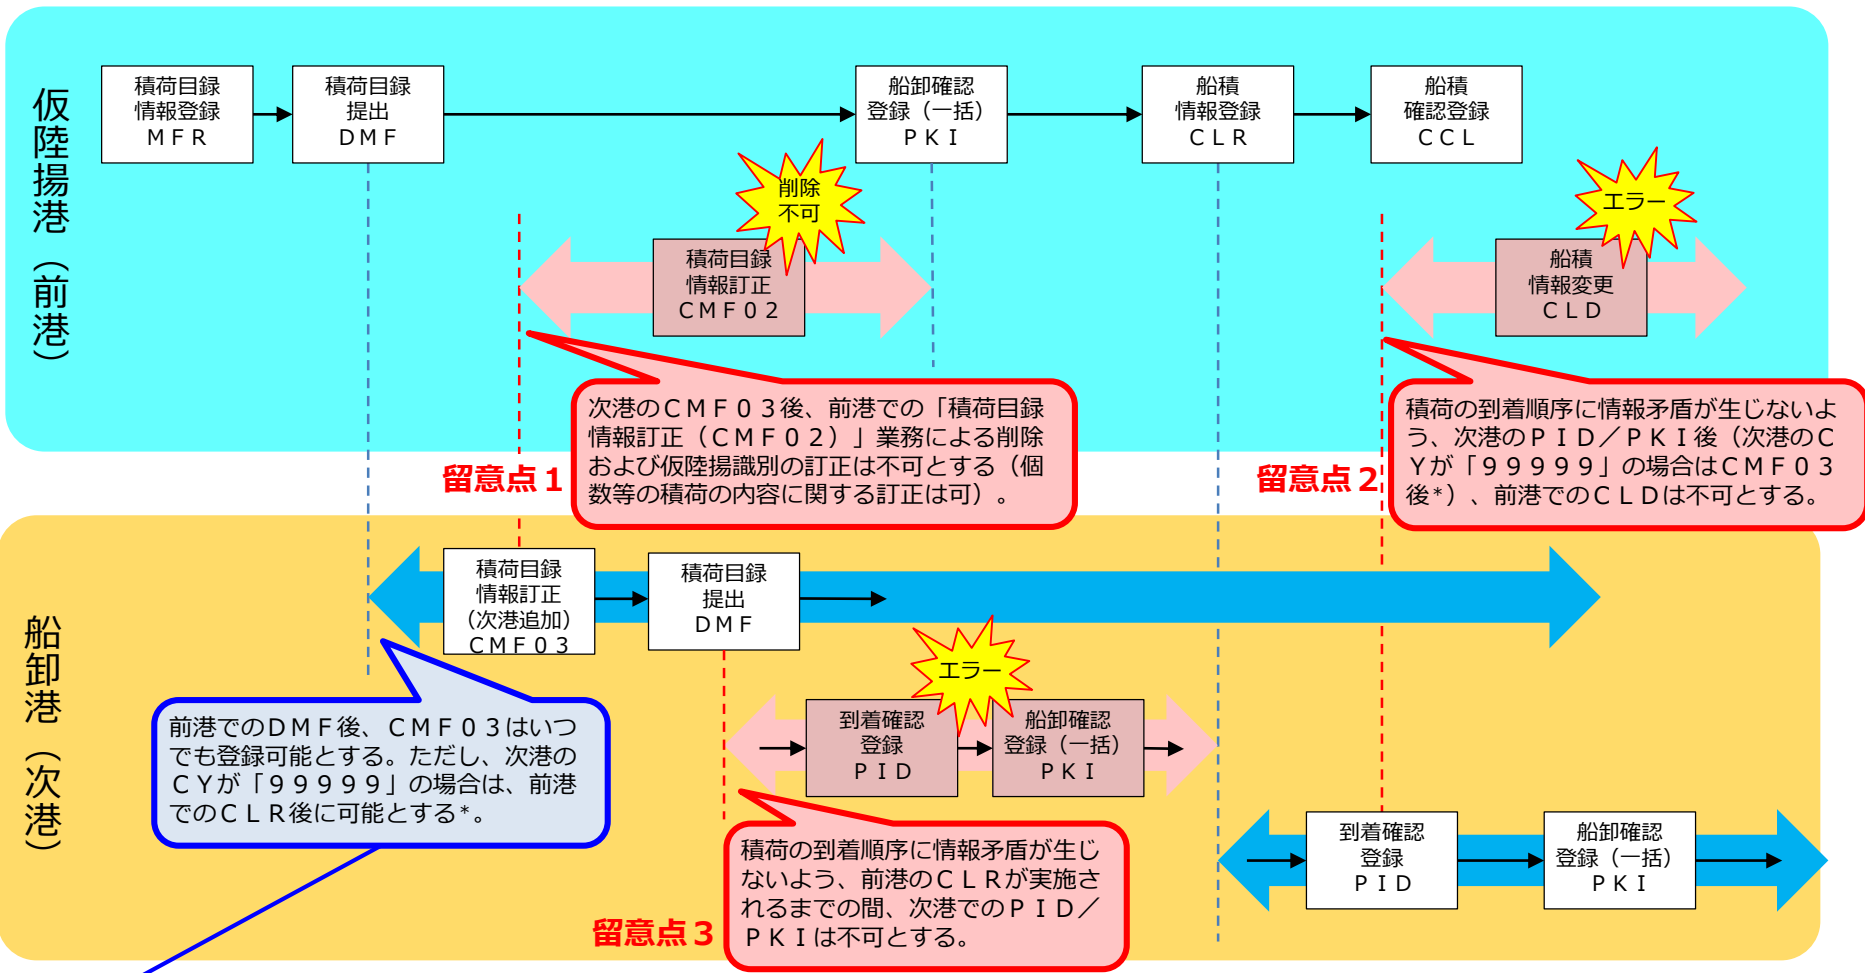 仮陸揚港（前港）
積荷目録
情報登録
ＭＦＲ
積荷目録
提出
ＤＭＦ
船卸確認
登録（一括）
ＰＫＩ
船積
情報登録
ＣＬＲ
船積
確認登録
ＣＣＬ
削除
不可
エラー
積荷目録
情報訂正
ＣＭＦ０２
船積
情報変更
ＣＬＤ
次港のＣＭＦ０３後、前港での「積荷目録
情報訂正（ＣＭＦ０２）」業務による削除
および仮陸揚識別の訂正は不可とする（個
数等の積荷の内容に関する訂正は可）。
留意点１
積荷の到着順序に情報矛盾が生じないよ
う、次港のＰＩＤ／ＰＫＩ後（次港のＣ
Ｙが「９９９９９」の場合はＣＭＦ０３
後*）、前港でのＣＬＤは不可とする。
留意点２
船卸港（次港）
積荷目録
情報訂正
（次港追加）
ＣＭＦ０３
積荷目録
提出
ＤＭＦ
エラー
到着確認
登録
ＰＩＤ
船卸確認
登録（一括）
ＰＫＩ
前港でのＤＭＦ後、ＣＭＦ０３はいつ
でも登録可能とする。ただし、次港の
ＣＹが「９９９９９」の場合は、前港
でのＣＬＲ後に可能とする*。
積荷の到着順序に情報矛盾が生じ
ないよう、前港のＣＬＲが実施さ
れるまでの間、次港でのＰＩＤ／
ＰＫＩは不可とする。
留意点３
到着確認
登録
ＰＩＤ
船卸確認
登録（一括）
ＰＫＩ